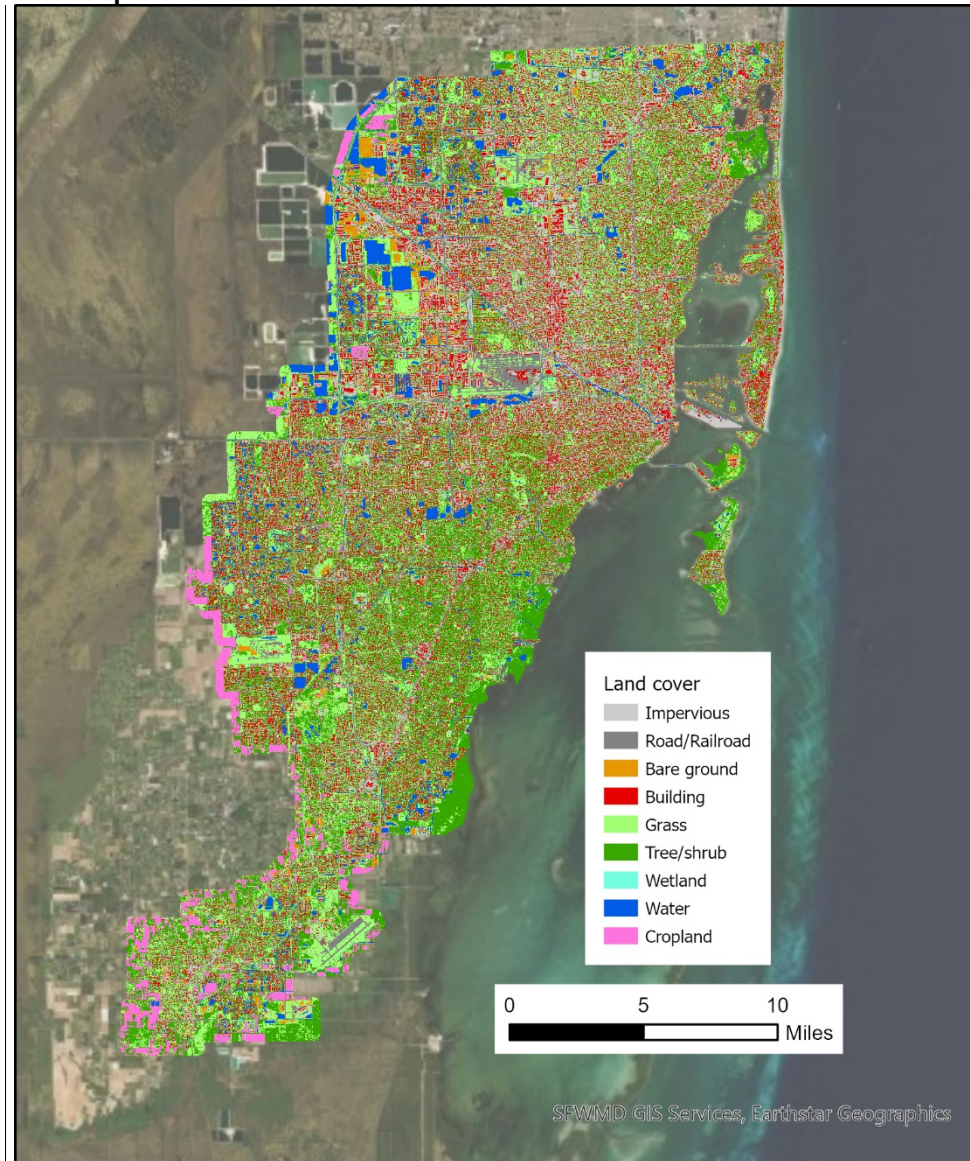 Land cover
Impervious
Road/Railroad
Bare ground
Building
Grass
Tree/shrub
Wetland
Water
Cropland
0 5 10
Miles
SFWMD GIS Services, Earthstar Geographics